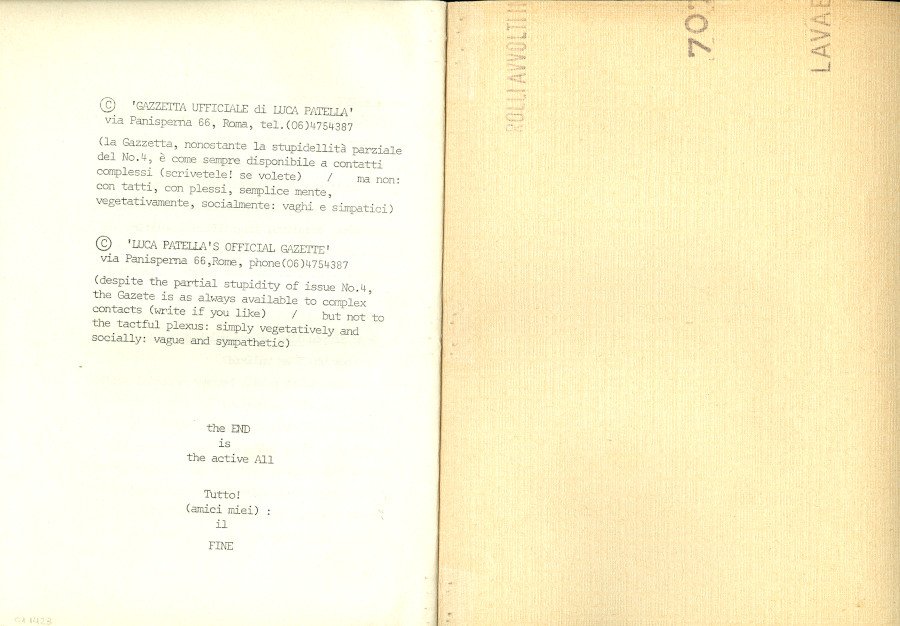 © 'GAZZETTA UFFICIALE di LUCA PATELLA'
via Panisperna 66, Roma, tel.(06)4754387
(la Gazzetta, nonostante la stupidellità parziale
del No.4, è come sempre disponibile a contatti
complessi (scrivetele! se volete) / ma non:
con tatti, con plessi, semplice mente,
vegetativamente, socialmente: vaghi e simpatici)
© 'LUCA PATELLA'S OFFICIAL GAZETTE'
via Panisperna 66,Rome, phone(06)4754387
(despite the partial stupidity of issue No.4,
the Gazete is as always available to complex
contacts (write if you like) / but not to
the tactful plexus: simply vegetatively and
socially: vague and sympathetic)
the END
is
the active All
Tutto!
(amici miei) :
il
FINE
ROLLI AVVOLTI
70
LAVAB